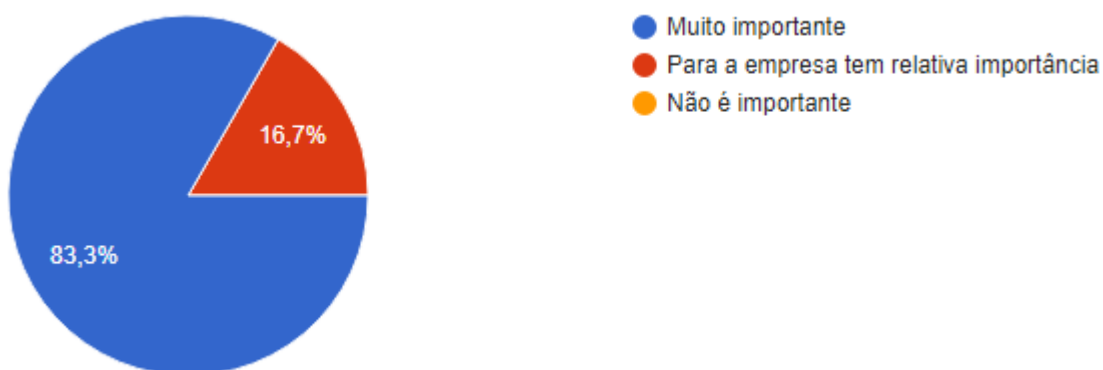 Muito importante
Para a empresa tem relativa importância
Não é importante
16,7%
83,3%